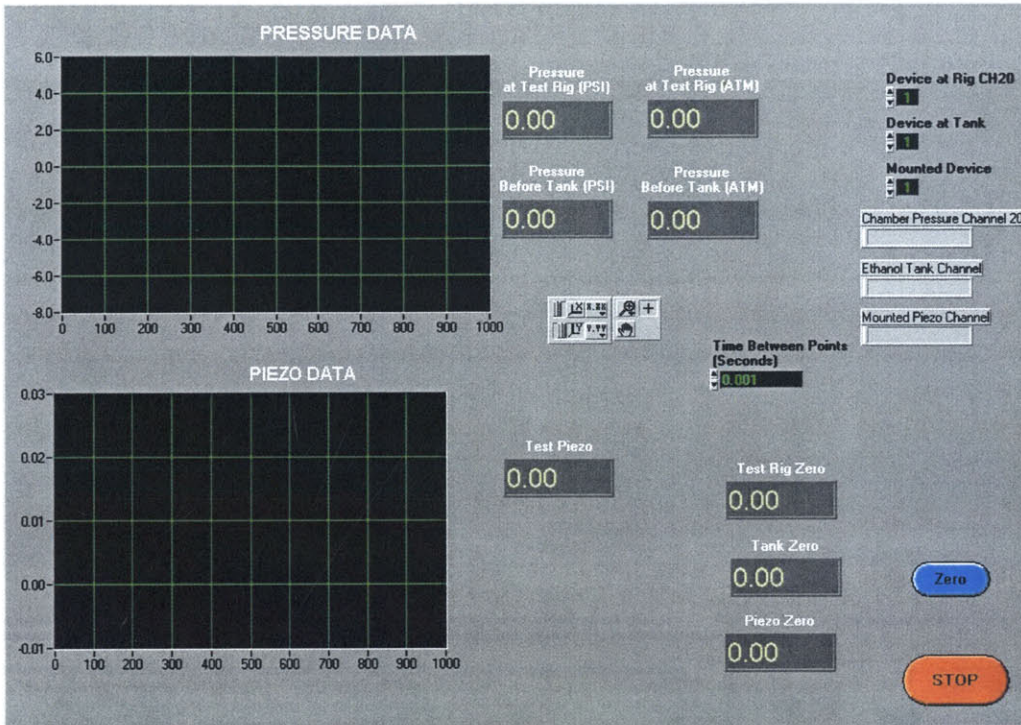 PRESSURE DATA
6.0
4.0
2.0
0.0
-2.0
-4.0
-6.0
-8.0
0 100 200 300 400 500 600 700 800 900 1000
Pressure
at Test Rig (PSI)
0.00
Pressure
at Test Rig (ATM)
0.00
Pressure
Before Tank (PSI)
0.00
Pressure
Before Tank (ATM)
0.00
Device at Rig CH20
1
Device at Tank
1
Mounted Device
1
Chamber Pressure Channel 20
Ethanol Tank Channel
Mounted Piezo Channel
X X.XX
Y Y.YY
Time Between Points
(Seconds)
0.001
PIEZO DATA
0.03
0.02
0.01
0.00
-0.01
0 100 200 300 400 500 600 700 800 900 1000
Test Piezo
0.00
Test Rig Zero
0.00
Tank Zero
0.00
Piezo Zero
0.00
Zero
STOP